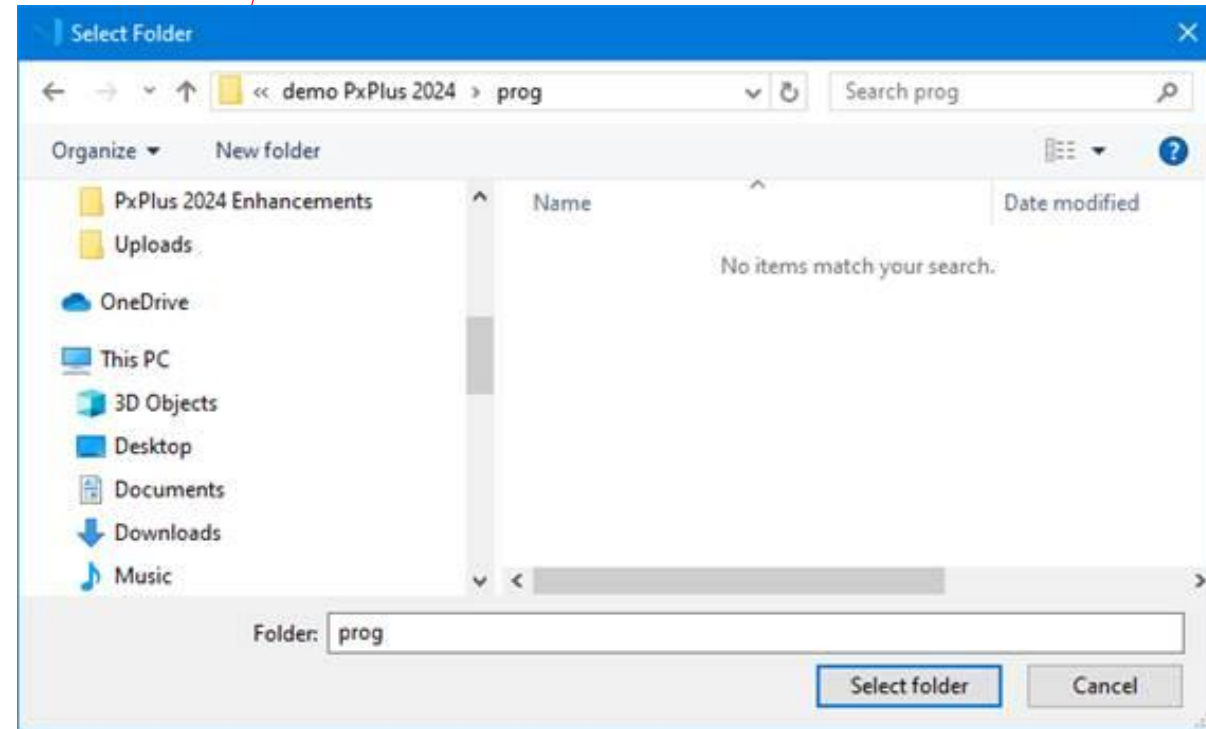 Select Folder
« demo PxPlus 2024 › prog
Search prog
Organize
New folder
PxPlus 2024 Enhancements
Uploads
OneDrive
This PC
3D Objects
Desktop
Documents
Downloads
Music
Name
Date modified
No items match your search.
Folder: prog
Select folder
Cancel